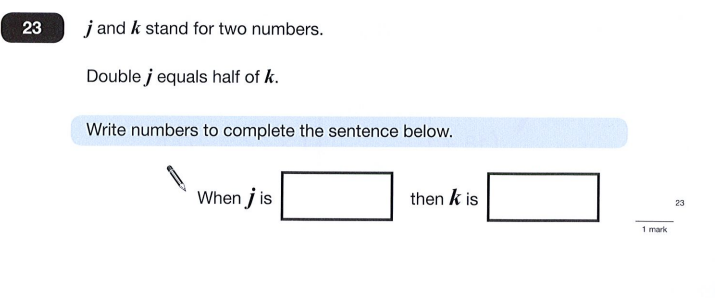 23 j and k stand for two numbers.
Double j equals half of k.
Write numbers to complete the sentence below.
When j is then k is
23
1 mark